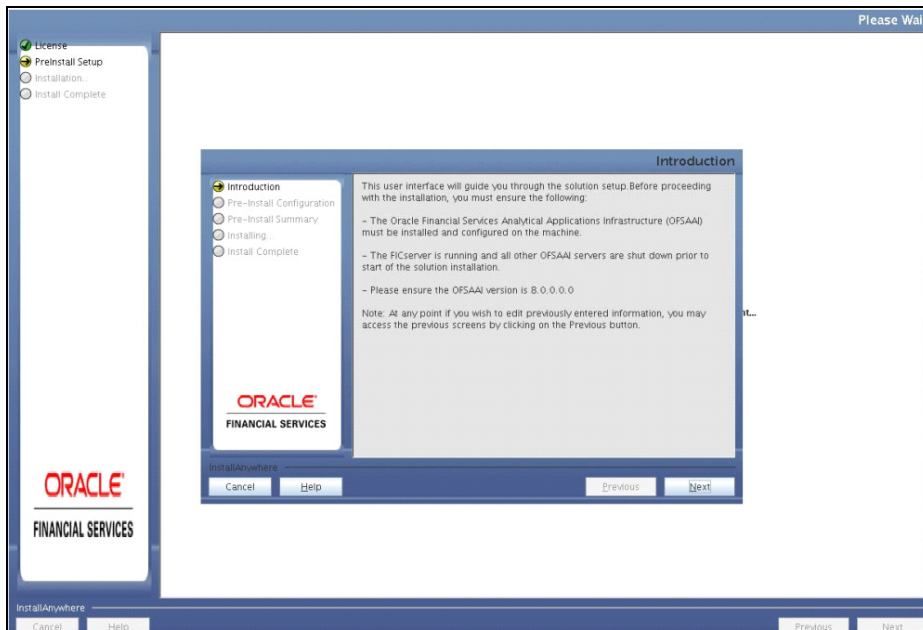 Please Wai
License
PreInstall Setup
Installation...
Install Complete
Introduction
Introduction
Pre-Install Configuration
Pre-Install Summary
Installing...
Install Complete
This user interface will guide you through the solution setup.Before proceeding
with the installation, you must ensure the following:
- The Oracle Financial Services Analytical Applications Infrastructure (OFSAAI)
must be installed and configured on the machine.
- The FICserver is running and all other OFSAAI servers are shut down prior to
start of the solution installation.
- Please ensure the OFSAAI version is 8.0.0.0.0
Note: At any point if you wish to edit previously entered information, you may
access the previous screens by clicking on the Previous button.
nt...
ORACLE
FINANCIAL SERVICES
InstallAnywhere
Cancel Help Previous Next
ORACLE
FINANCIAL SERVICES
InstallAnywhere
Cancel Help Previous Next